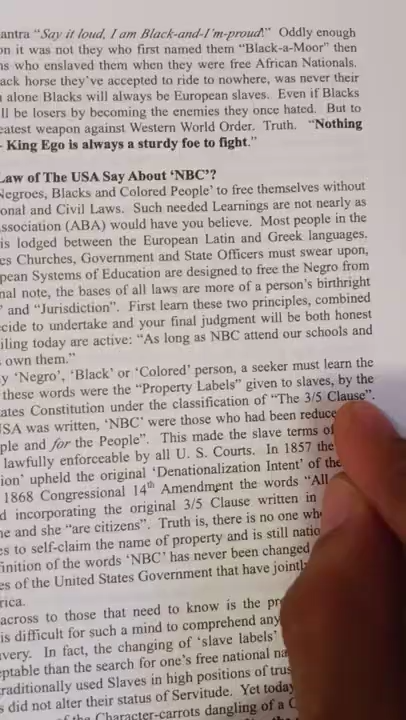 antra "Say it loud, I am Black-and-I'm-proud!" Oddly enough
on it was not they who first named them "Black-a-Moor" then
ns who enslaved them when they were free African Nationals.
ack horse they've accepted to ride to nowhere, was never their
alone Blacks will always be European slaves. Even if Blacks
ll be losers by becoming the enemies they once hated. But to
eatest weapon against Western World Order. Truth. "Nothing
- King Ego is always a sturdy foe to fight."
Law of The USA Say About 'NBC'?
Negroes, Blacks and Colored People' to free themselves without
onal and Civil Laws. Such needed Learnings are not nearly as
ssociation (ABA) would have you believe. Most people in the
is lodged between the European Latin and Greek languages.
es Churches, Government and State Officers must swear upon,
pean Systems of Education are designed to free the Negro from
nal note, the bases of all laws are more of a person's birthright
" and "Jurisdiction". First learn these two principles, combined
cide to undertake and your final judgment will be both honest
iling today are active: "As long as NBC attend our schools and
own them."
y 'Negro', 'Black' or 'Colored' person, a seeker must learn the
these words were the "Property Labels" given to slaves, by the
ates Constitution under the classification of "The 3/5 Clause".
USA was written, 'NBC' were those who had been reduce
ple and for the People". This made the slave terms of
lawfully enforceable by all U. S. Courts. In 1857 the
ion' upheld the original 'Denationalization Intent' of the
1868 Congressional 14th Amendment the words "All
d incorporating the original 3/5 Clause written in
he and she "are citizens". Truth is, there is no one who
es to self-claim the name of property and is still natio
finition of the words 'NBC' has never been changed
es of the United States Government that have jointl
rica.
across to those that need to know is the pr
is difficult for such a mind to comprehend any
avery. In fact, the changing of 'slave labels'
eptable than the search for one's free national na
raditionally used Slaves in high positions of trus
s did not alter their status of Servitude. Yet today
of the Character-carrots dangling of a C